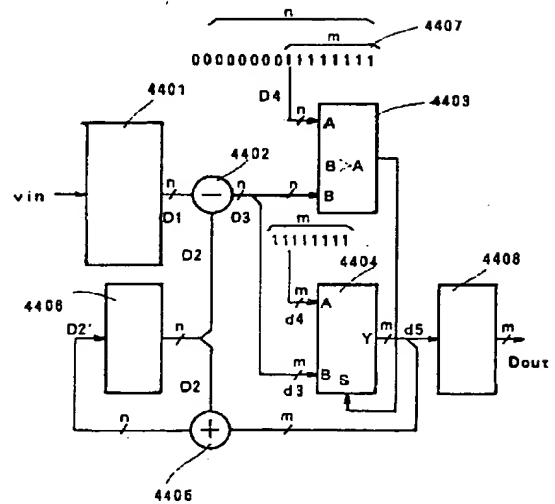 n
m
4407
0000000011111111
4401
D4
n
A
4403
4402
B>A
vin
n
D1
n
D3
n
B
D2
m
11111111
4404
4408
4406
m
d4
A
D2'
n
Y
m
d5
m
Dout
D2
m
d3
B
S
n
m
4405